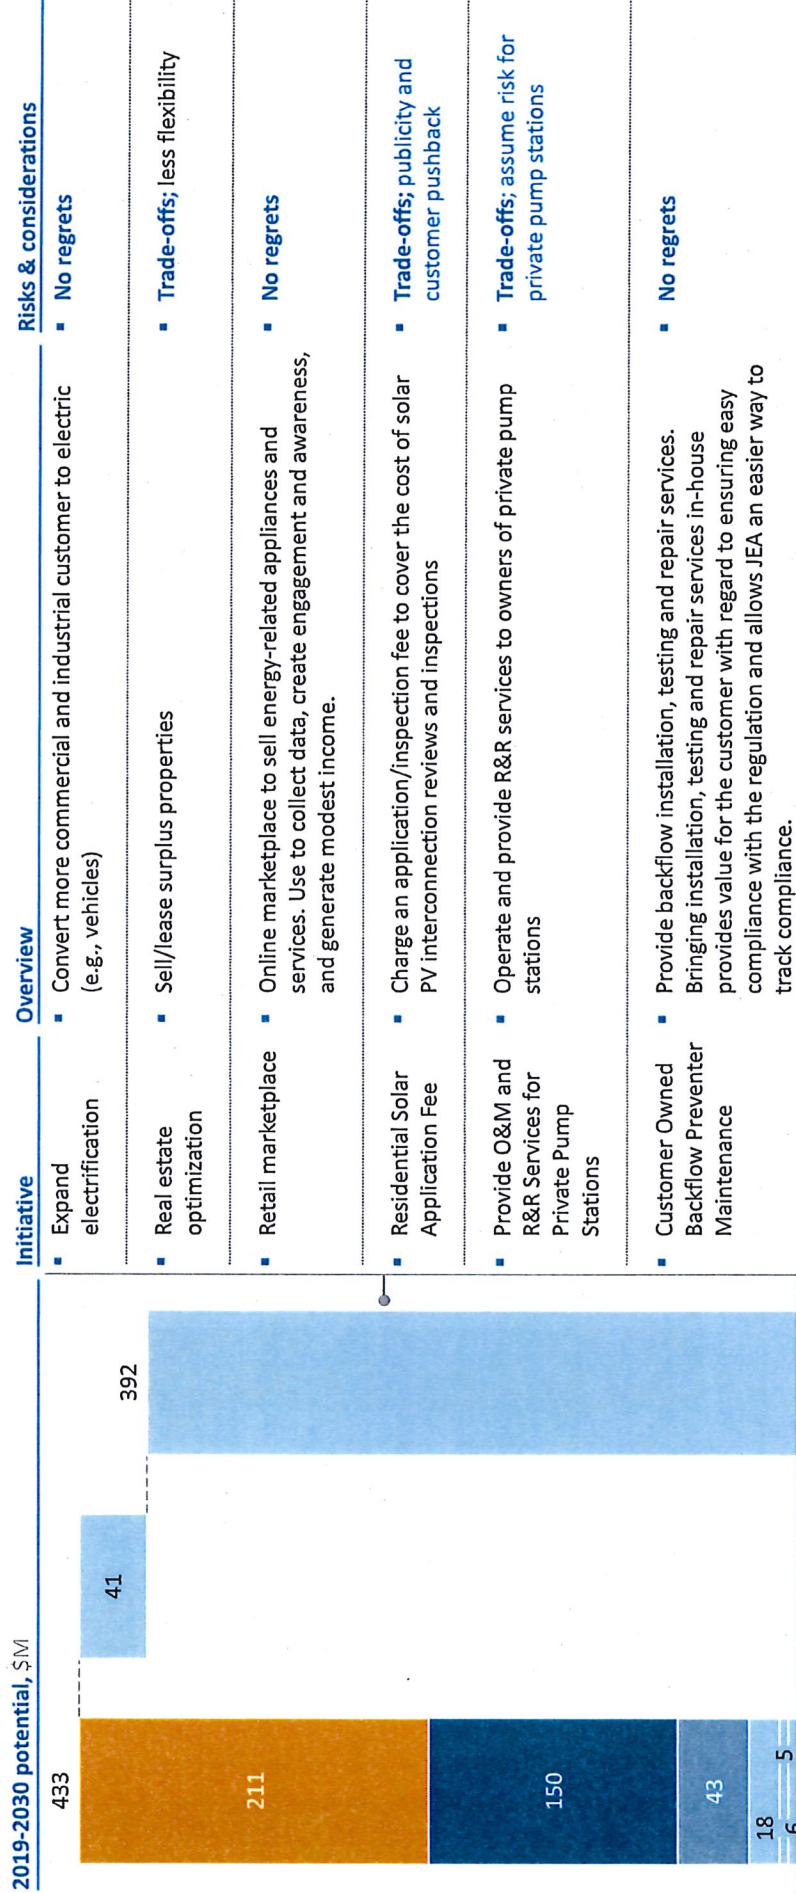 2019-2030 potential, $M
433
211
150
43
18
5
6
41
392
Initiative
Overview
Risks & considerations
▪ Expand
electrification
▪ Convert more commercial and industrial customer to electric
(e.g., vehicles)
▪ No regrets
▪ Real estate
optimization
▪ Sell/lease surplus properties
▪ Trade-offs; less flexibility
▪ Retail marketplace
▪ Online marketplace to sell energy-related appliances and
services. Use to collect data, create engagement and awareness,
and generate modest income.
▪ No regrets
▪ Residential Solar
Application Fee
▪ Charge an application/inspection fee to cover the cost of solar
PV interconnection reviews and inspections
▪ Trade-offs; publicity and
customer pushback
▪ Provide O&M and
R&R Services for
Private Pump
Stations
▪ Operate and provide R&R services to owners of private pump
stations
▪ Trade-offs; assume risk for
private pump stations
▪ Customer Owned
Backflow Preventer
Maintenance
▪ Provide backflow installation, testing and repair services.
Bringing installation, testing and repair services in-house
provides value for the customer with regard to ensuring easy
compliance with the regulation and allows JEA an easier way to
track compliance.
▪ No regrets